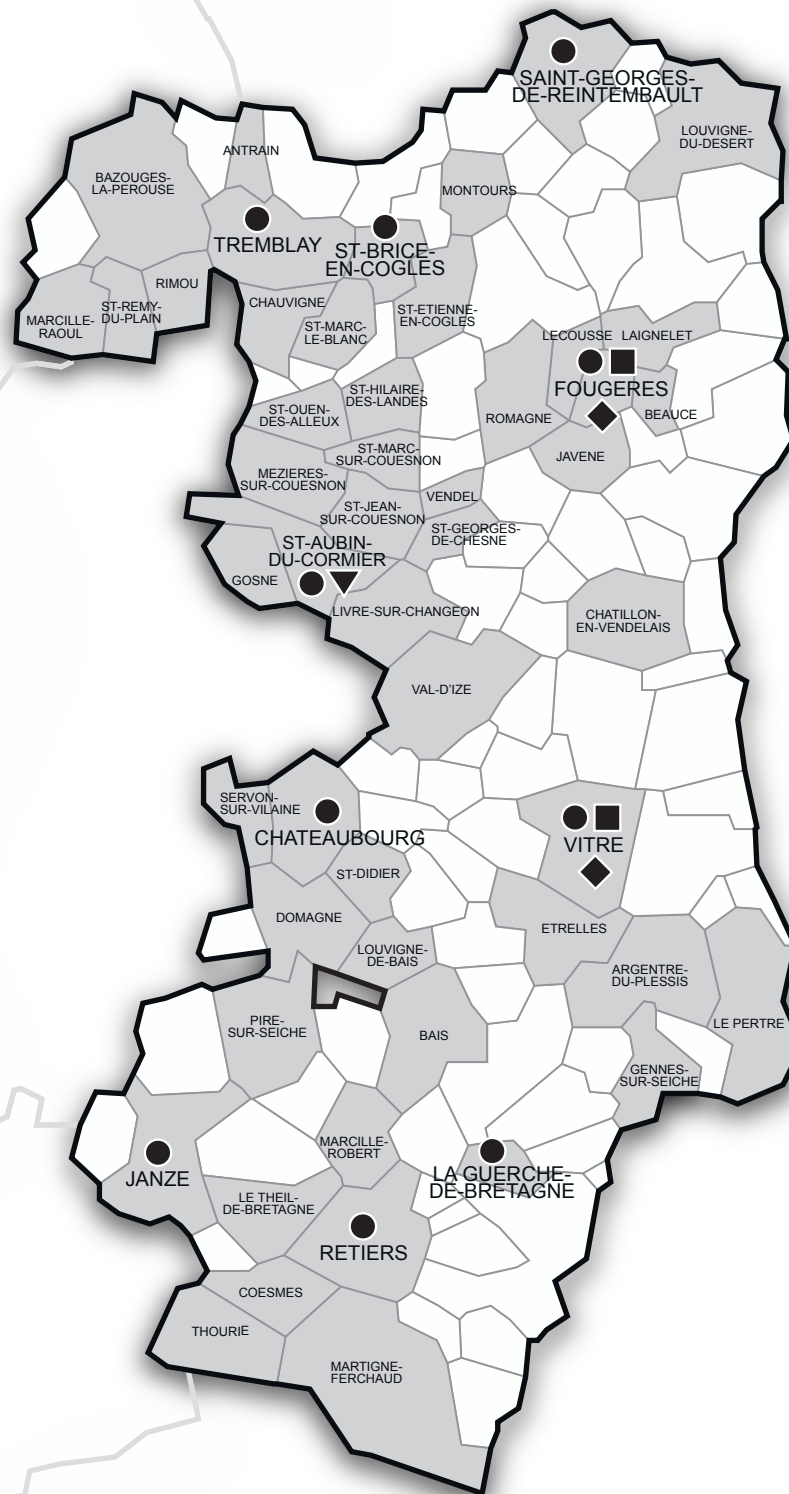 SAINT-GEORGES-
DE-REINTEMBAULT
LOUVIGNE-
DU-DESERT
ANTRAIN
BAZOUGES-
LA-PEROUSE
MONTOURS
TREMBLAY
ST-BRICE-
EN-COGLES
RIMOU
CHAUVIGNE
ST-REMY-
DU-PLAIN
MARCILLE-
RAOUL
ST-ETIENNE-
EN-COGLES
ST-MARC-
LE-BLANC
LECOUSSE
LAIGNELET
FOUGERES
ST-HILAIRE-
DES-LANDES
ST-OUEN-
DES-ALLEUX
ROMAGNE
BEAUCE
ST-MARC-
SUR-COUESNON
JAVENE
MEZIERES-
SUR-COUESNON
VENDEL
ST-JEAN-
SUR-COUESNON
ST-GEORGES-
DE-CHESNE
ST-AUBIN-
DU-CORMIER
GOSNE
LIVRE-SUR-CHANGEON
CHATILLON-
EN-VENDELAIS
VAL-D'IZE
SERVON-
SUR-VILAINE
CHATEAUBOURG
VITRE
ST-DIDIER
DOMAGNE
ETRELLES
LOUVIGNE-
DE-BAIS
ARGENTRE-
DU-PLESSIS
PIRE-
SUR-SEICHE
BAIS
LE PERTRE
GENNES-
SUR-SEICHE
MARCILLE-
ROBERT
JANZE
LA GUERCHE-
DE-BRETAGNE
LE THEIL-
DE-BRETAGNE
RETIERS
COESMES
THOURIE
MARTIGNE-
FERCHAUD